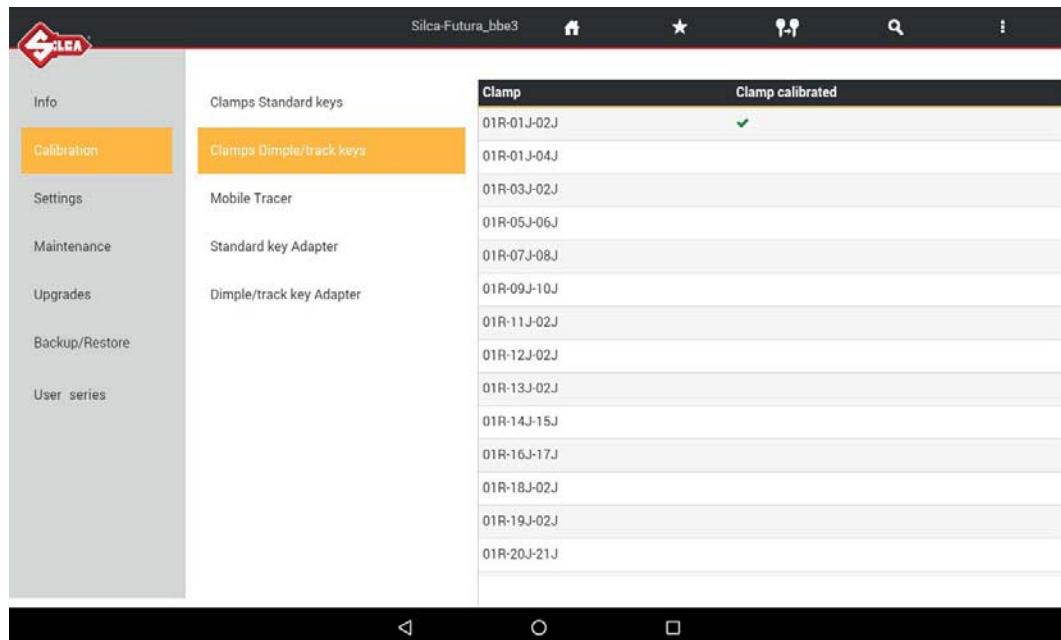 Silca-Futura_bbe3
SILCA
Info
Calibration
Settings
Maintenance
Upgrades
Backup/Restore
User series
Clamps Standard keys
Clamps Dimple/track keys
Mobile Tracer
Standard key Adapter
Dimple/track key Adapter
Clamp Clamp calibrated
01R-01J-02J
01R-01J-04J
01R-03J-02J
01R-05J-06J
01R-07J-08J
01R-09J-10J
01R-11J-02J
01R-12J-02J
01R-13J-02J
01R-14J-15J
01R-16J-17J
01R-18J-02J
01R-19J-02J
01R-20J-21J